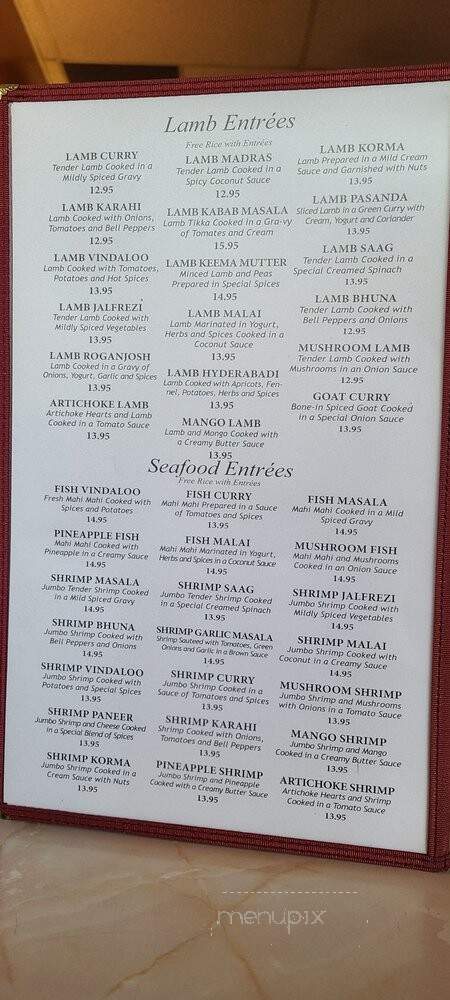 Lamb Entrées
Free Rice with Entrées
LAMB CURRY
Tender Lamb Cooked in a
Mildly Spiced Gravy
12.95
LAMB KARAHI
Lamb Cooked with Onions,
Tomatoes and Bell Peppers
12.95
LAMB VINDALOO
Lamb Cooked with Tomatoes,
Potatoes and Hot Spices
13.95
LAMB JALFREZI
Tender Lamb Cooked with
Mildly Spiced Vegetables
13.95
LAMB ROGANJOSH
Lamb Cooked in a Gravy of
Onions, Yogurt, Garlic and Spices
13.95
ARTICHOKE LAMB
Artichoke Hearts and Lamb
Cooked in a Tomato Sauce
13.95
LAMB MADRAS
Tender Lamb Cooked in a
Spicy Coconut Sauce
12.95
LAMB KABAB MASALA
Lamb Tikka Cooked in a Gra-vy
of Tomates and Cream
15.95
LAMB KEEMA MUTTER
Minced Lamb and Peas
Prepared in Special Spices
14.95
LAMB MALAI
Lamb Marinated in Yogurt,
Herbs and Spices Cooked in a
Coconut Sauce
13.95
LAMB HYDERABADI
Lamb Cooked with Apricots, Fen-
nel, Potatoes, Herbs and Spices
13.95
MANGO LAMB
Lamb and Mango Cooked with
a Creamy Butter Sauce
13.95
LAMB KORMA
Lamb Prepared in a Mild Cream
Sauce and Garnished with Nuts
13.95
LAMB PASANDA
Sliced Lamb in a Green Curry with
Cream, Yogurt and Coriander
13.95
LAMB SAAG
Tender Lamb Cooked in a
Special Creamed Spinach
13.95
LAMB BHUNA
Tender Lamb Cooked with
Bell Peppers and Onions
12.95
MUSHROOM LAMB
Tender Lamb Cooked with
Mushrooms in an Onion Sauce
12.95
GOAT CURRY
Bone-in Spiced Goat Cooked
in a Special Onion Sauce
13.95
Seafood Entrées
Free Rice with Entrées
FISH VINDALOO
Fresh Mahi Mahi Cooked with
Spices and Potatoes
14.95
PINEAPPLE FISH
Mahi Mahi Cooked with
Pineapple in a Creamy Sauce
14.95
SHRIMP MASALA
Jumbo Tender Shrimp Cooked
in a Mild Spiced Gravy
14.95
SHRIMP BHUNA
Jumbo Shrimp Cooked with
Bell Peppers and Onions
14.95
SHRIMP VINDALOO
Jumbo Shrimp Cooked with
Potatoes and Special Spices
13.95
SHRIMP PANEER
Jumbo Shrimp and Cheese Cooked
in a Special Blend of Spices
13.95
SHRIMP KORMA
Jumbo Shrimp Cooked in a
Cream Sauce with Nuts
13.95
FISH CURRY
Mahi Mahi Prepared in a Sauce
of Tomatoes and Spices
13.95
FISH MALAI
Mahi Mahi Marinated in Yogurt,
Herbs and Spices in a Coconut Sauce
14.95
SHRIMP SAAG
Jumbo Tender Shrimp Cooked
in a Special Creamed Spinach
13.95
SHRIMP GARLIC MASALA
Shrimp Sauteed with Tomatoes, Green
Onions and Garlic in a Brown Sauce
14.95
SHRIMP CURRY
Jumbo Shrimp Cooked in a
Sauce of Tomatoes and Spices
13.95
SHRIMP KARAHI
Shrimp Cooked with Onions,
Tomatoes and Bell Peppers
13.95
PINEAPPLE SHRIMP
Jumbo Shrimp and Pineapple
Cooked with a Creamy Butter Sauce
13.95
FISH MASALA
Mahi Mahi Cooked in a Mild
Spiced Gravy
14.95
MUSHROOM FISH
Mahi Mahi and Mushrooms
Cooked in an Onion Sauce
14.95
SHRIMP JALFREZI
Jumbo Shrimp Cooked with
Mildly Spiced Vegetables
14.95
SHRIMP MALAI
Jumbo Shrimp Cooked with
Coconut in a Creamy Sauce
14.95
MUSHROOM SHRIMP
Jumbo Shrimp and Mushrooms
with Onions in a Tomato Sauce
13.95
MANGO SHRIMP
Jumbo Shrimp and Mango
Cooked in a Creamy Butter Sauce
13.95
ARTICHOKE SHRIMP
Artichoke Hearts and Shrimp
Cooked in a Tomato Sauce
13.95
menupix